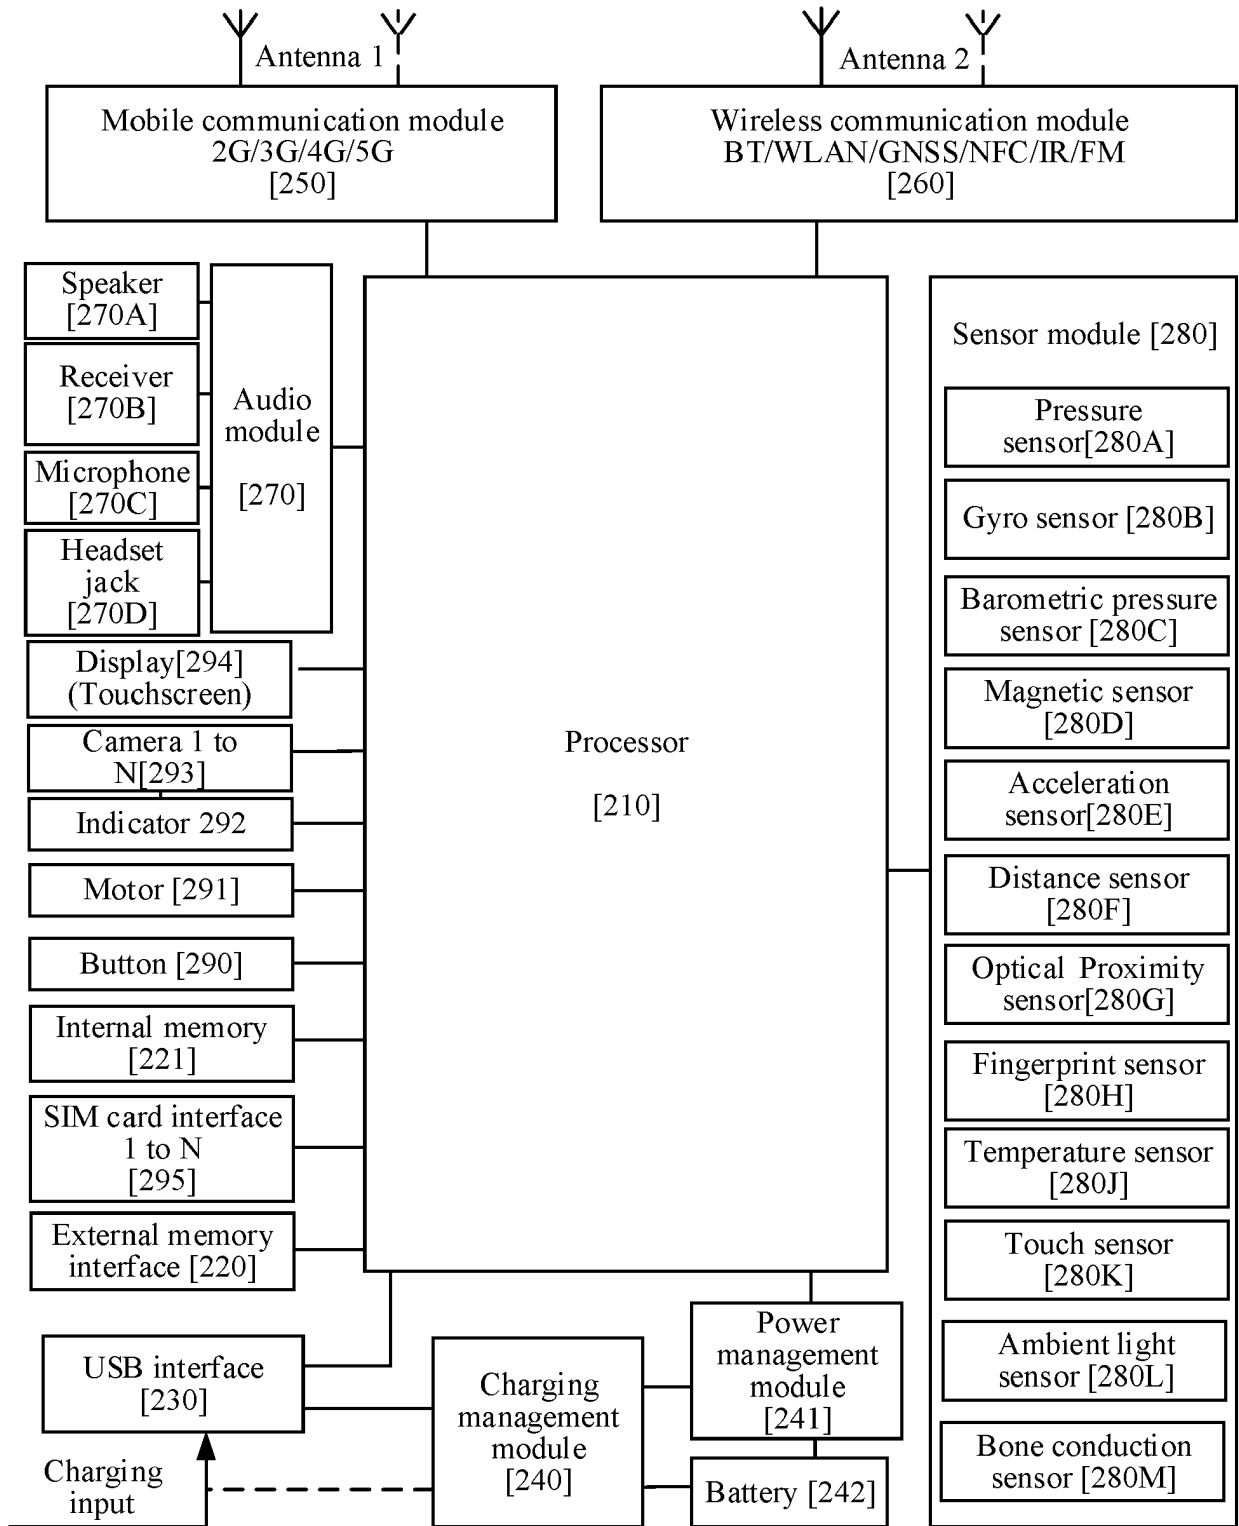 Antenna 1
Antenna 2
Mobile communication module
2G/3G/4G/5G
[250]
Wireless communication module
BT/WLAN/GNSS/NFC/IR/FM
[260]
Speaker
[270A]
Receiver
[270B]
Microphone
[270C]
Headset
jack
[270D]
Audio
module
[270]
Display[294]
(Touchscreen)
Camera 1 to
N[293]
Indicator 292
Motor [291]
Button [290]
Internal memory
[221]
SIM card interface
1 to N
[295]
External memory
interface [220]
Processor
[210]
Sensor module [280]
Pressure
sensor[280A]
Gyro sensor [280B]
Barometric pressure
sensor [280C]
Magnetic sensor
[280D]
Acceleration
sensor[280E]
Distance sensor
[280F]
Optical Proximity
sensor[280G]
Fingerprint sensor
[280H]
Temperature sensor
[280J]
Touch sensor
[280K]
Ambient light
sensor [280L]
Bone conduction
sensor [280M]
USB interface
[230]
Charging
input
Charging
management
module
[240]
Power
management
module
[241]
Battery [242]